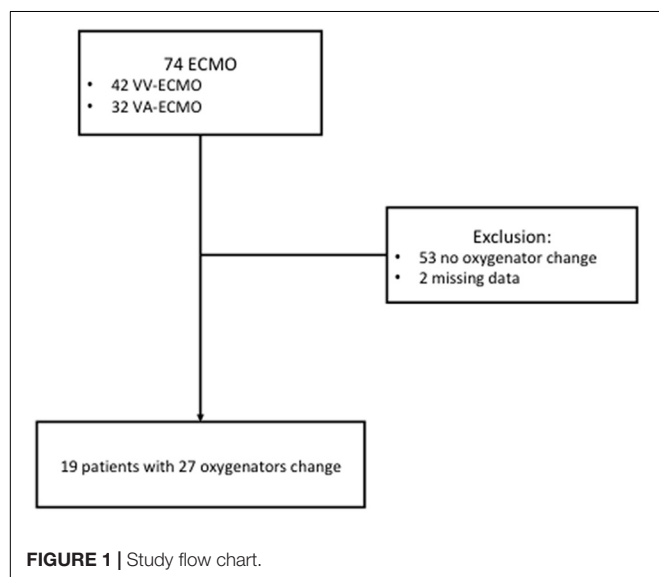 74 ECMO
• 42 VV-ECMO
• 32 VA-ECMO
Exclusion:
• 53 no oxygenator change
• 2 missing data
19 patients with 27 oxygenators change
FIGURE 1 | Study flow chart.